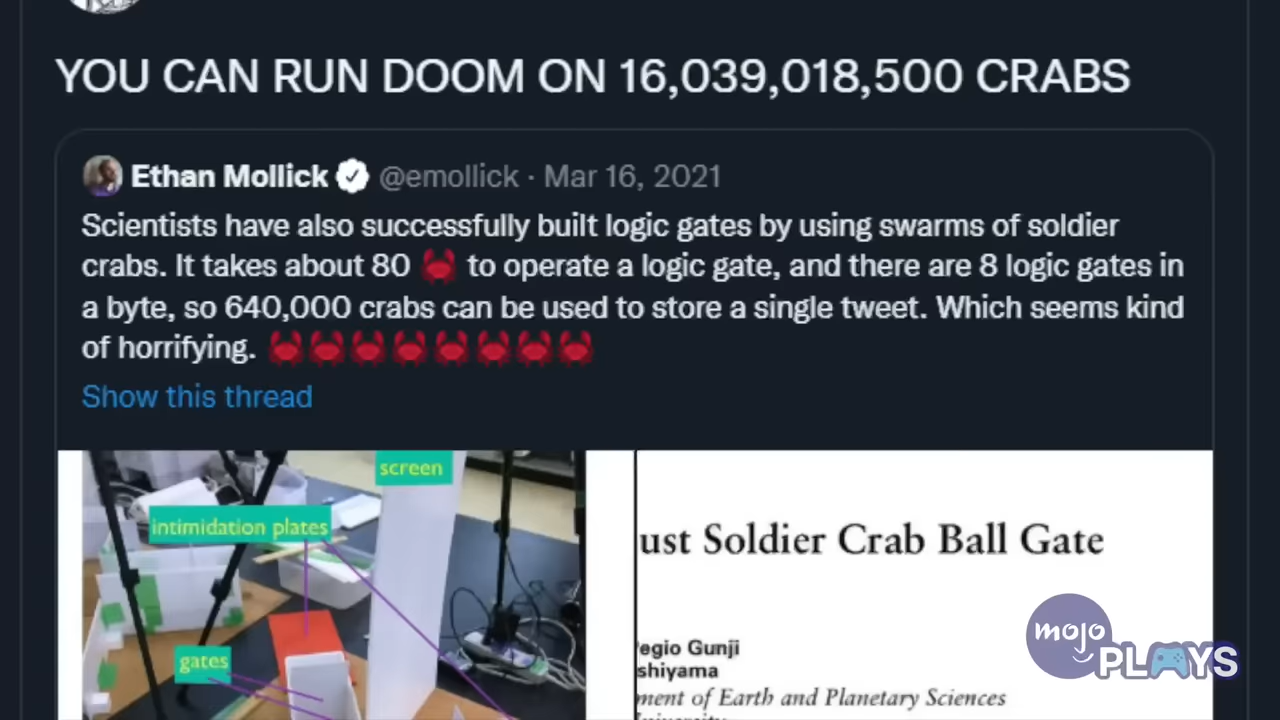 YOU CAN RUN DOOM ON 16,039,018,500 CRABS
Ethan Mollick @emollick · Mar 16, 2021
Scientists have also successfully built logic gates by using swarms of soldier
crabs. It takes about 80 🦀 to operate a logic gate, and there are 8 logic gates in
a byte, so 640,000 crabs can be used to store a single tweet. Which seems kind
of horrifying. 🦀🦀🦀🦀🦀🦀🦀🦀
Show this thread
screen
intimidation plates
gates
ust Soldier Crab Ball Gate
egio Gunji
shiyama
ment of Earth and Planetary Sciences
mojo
PLAYS